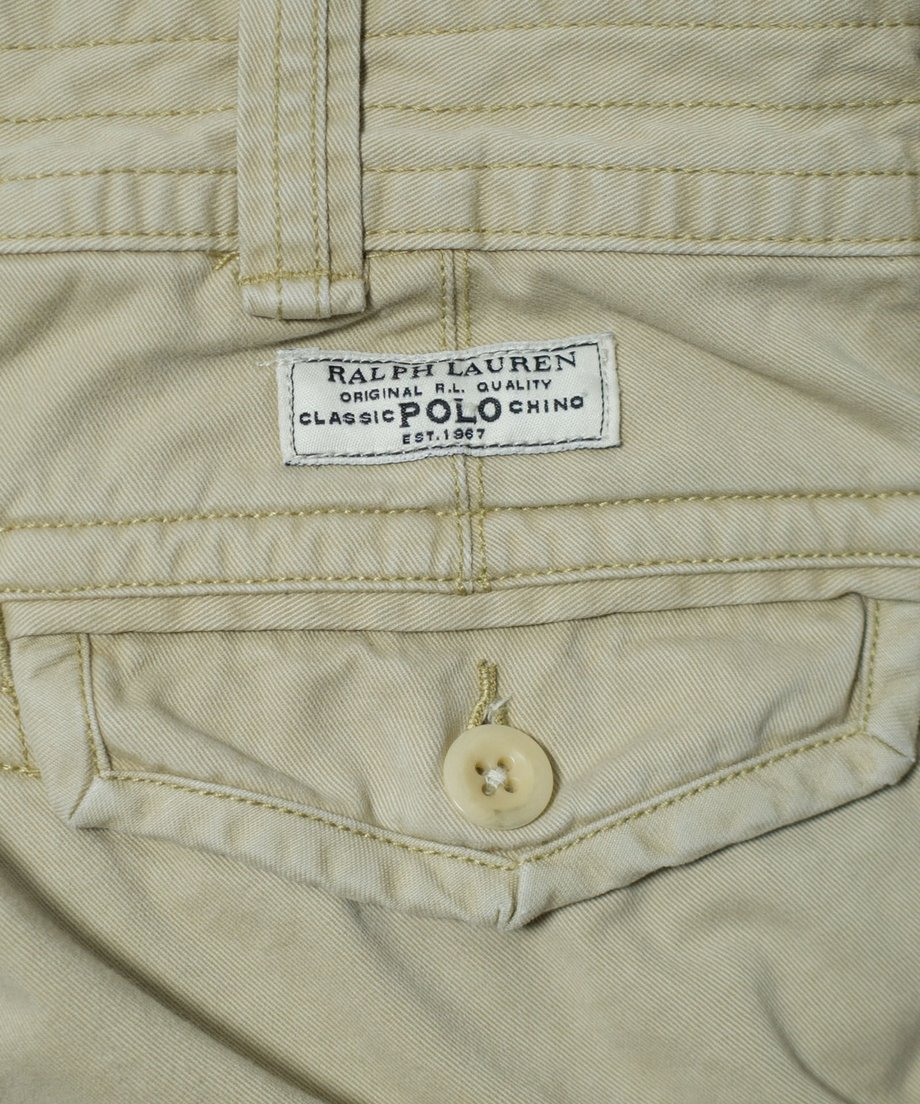 RALPH LAUREN
ORIGINAL R.L. QUALITY
CLASSIC POLO CHINO
EST. 1967